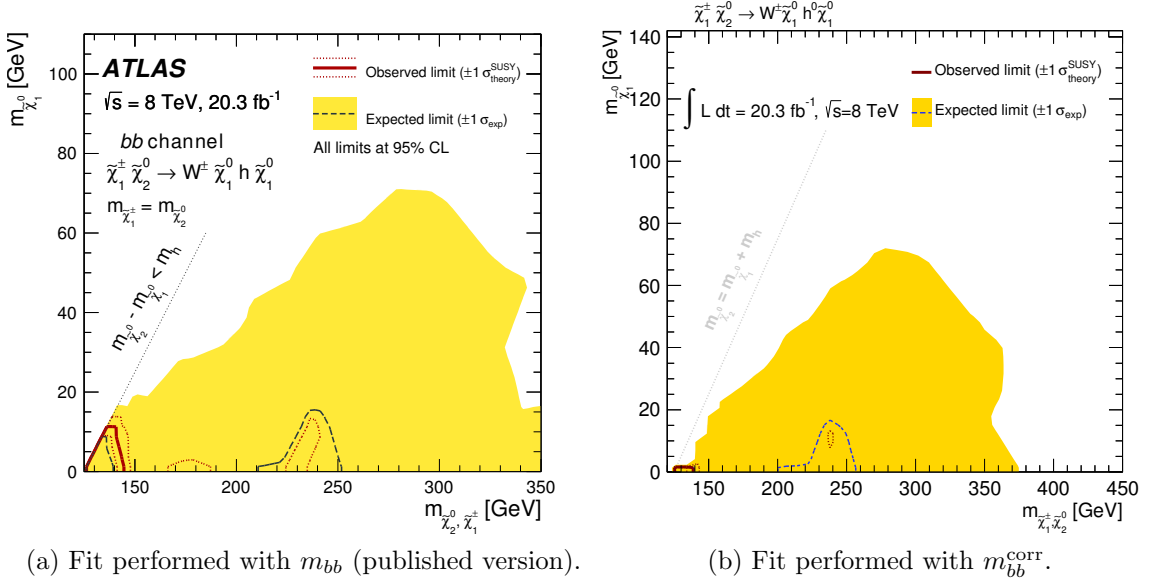 χ̃₁± χ̃₂⁰ → W± χ̃₁⁰ h⁰ χ̃₁⁰
m_χ̃₁⁰ [GeV]
100
80
60
40
20
0
ATLAS
√s = 8 TeV, 20.3 fb⁻¹
bb channel
χ̃₁± χ̃₂⁰ → W± χ̃₁⁰ h χ̃₁⁰
m_χ̃₁± = m_χ̃₂⁰
Observed limit (±1 σ_theory^SUSY)
Expected limit (±1 σ_exp)
All limits at 95% CL
m_χ̃₂⁰ - m_χ̃₁⁰ < m_h
150 200 250 300 350
m_χ̃₂⁰, χ̃₁± [GeV]
m_χ̃₁⁰ [GeV]
140
120
100
80
60
40
20
0
Observed limit (±1 σ_theory^SUSY)
∫ L dt = 20.3 fb⁻¹, √s=8 TeV
Expected limit (±1 σ_exp)
m_χ̃₂⁰ = m_χ̃₁⁰ + m_h
150 200 250 300 350 400 450
m_χ̃₁±,χ̃₂⁰ [GeV]
(a) Fit performed with m_bb (published version).
(b) Fit performed with m_bb^corr.